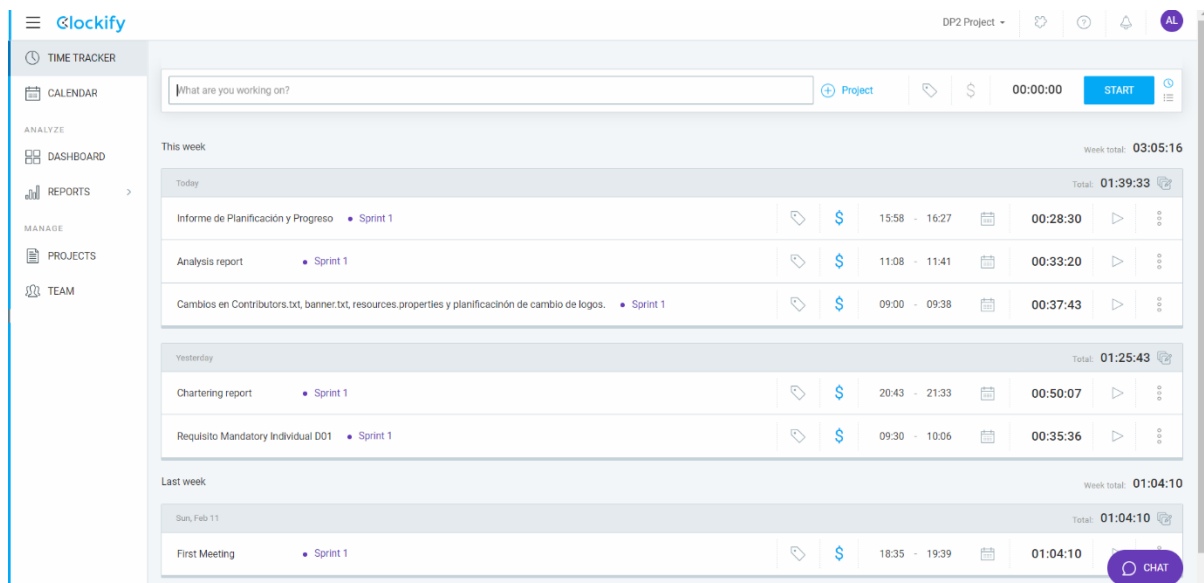 Clockify
DP2 Project
AL
TIME TRACKER
What are you working on?
Project
$
00:00:00
START
CALENDAR
ANALYZE
DASHBOARD
REPORTS
MANAGE
PROJECTS
TEAM
This week
Week total: 03:05:16
Today
Total: 01:39:33
Informe de Planificación y Progreso • Sprint 1 $ 15:58 - 16:27 00:28:30
Analysis report • Sprint 1 $ 11:08 - 11:41 00:33:20
Cambios en Contributors.txt, banner.txt, resources.properties y planificacinón de cambio de logos. • Sprint 1 $ 09:00 - 09:38 00:37:43
Yesterday
Total: 01:25:43
Chartering report • Sprint 1 $ 20:43 - 21:33 00:50:07
Requisito Mandatory Individual D01 • Sprint 1 $ 09:30 - 10:06 00:35:36
Last week
Week total: 01:04:10
Sun, Feb 11
Total: 01:04:10
First Meeting • Sprint 1 $ 18:35 - 19:39 01:04:10
CHAT